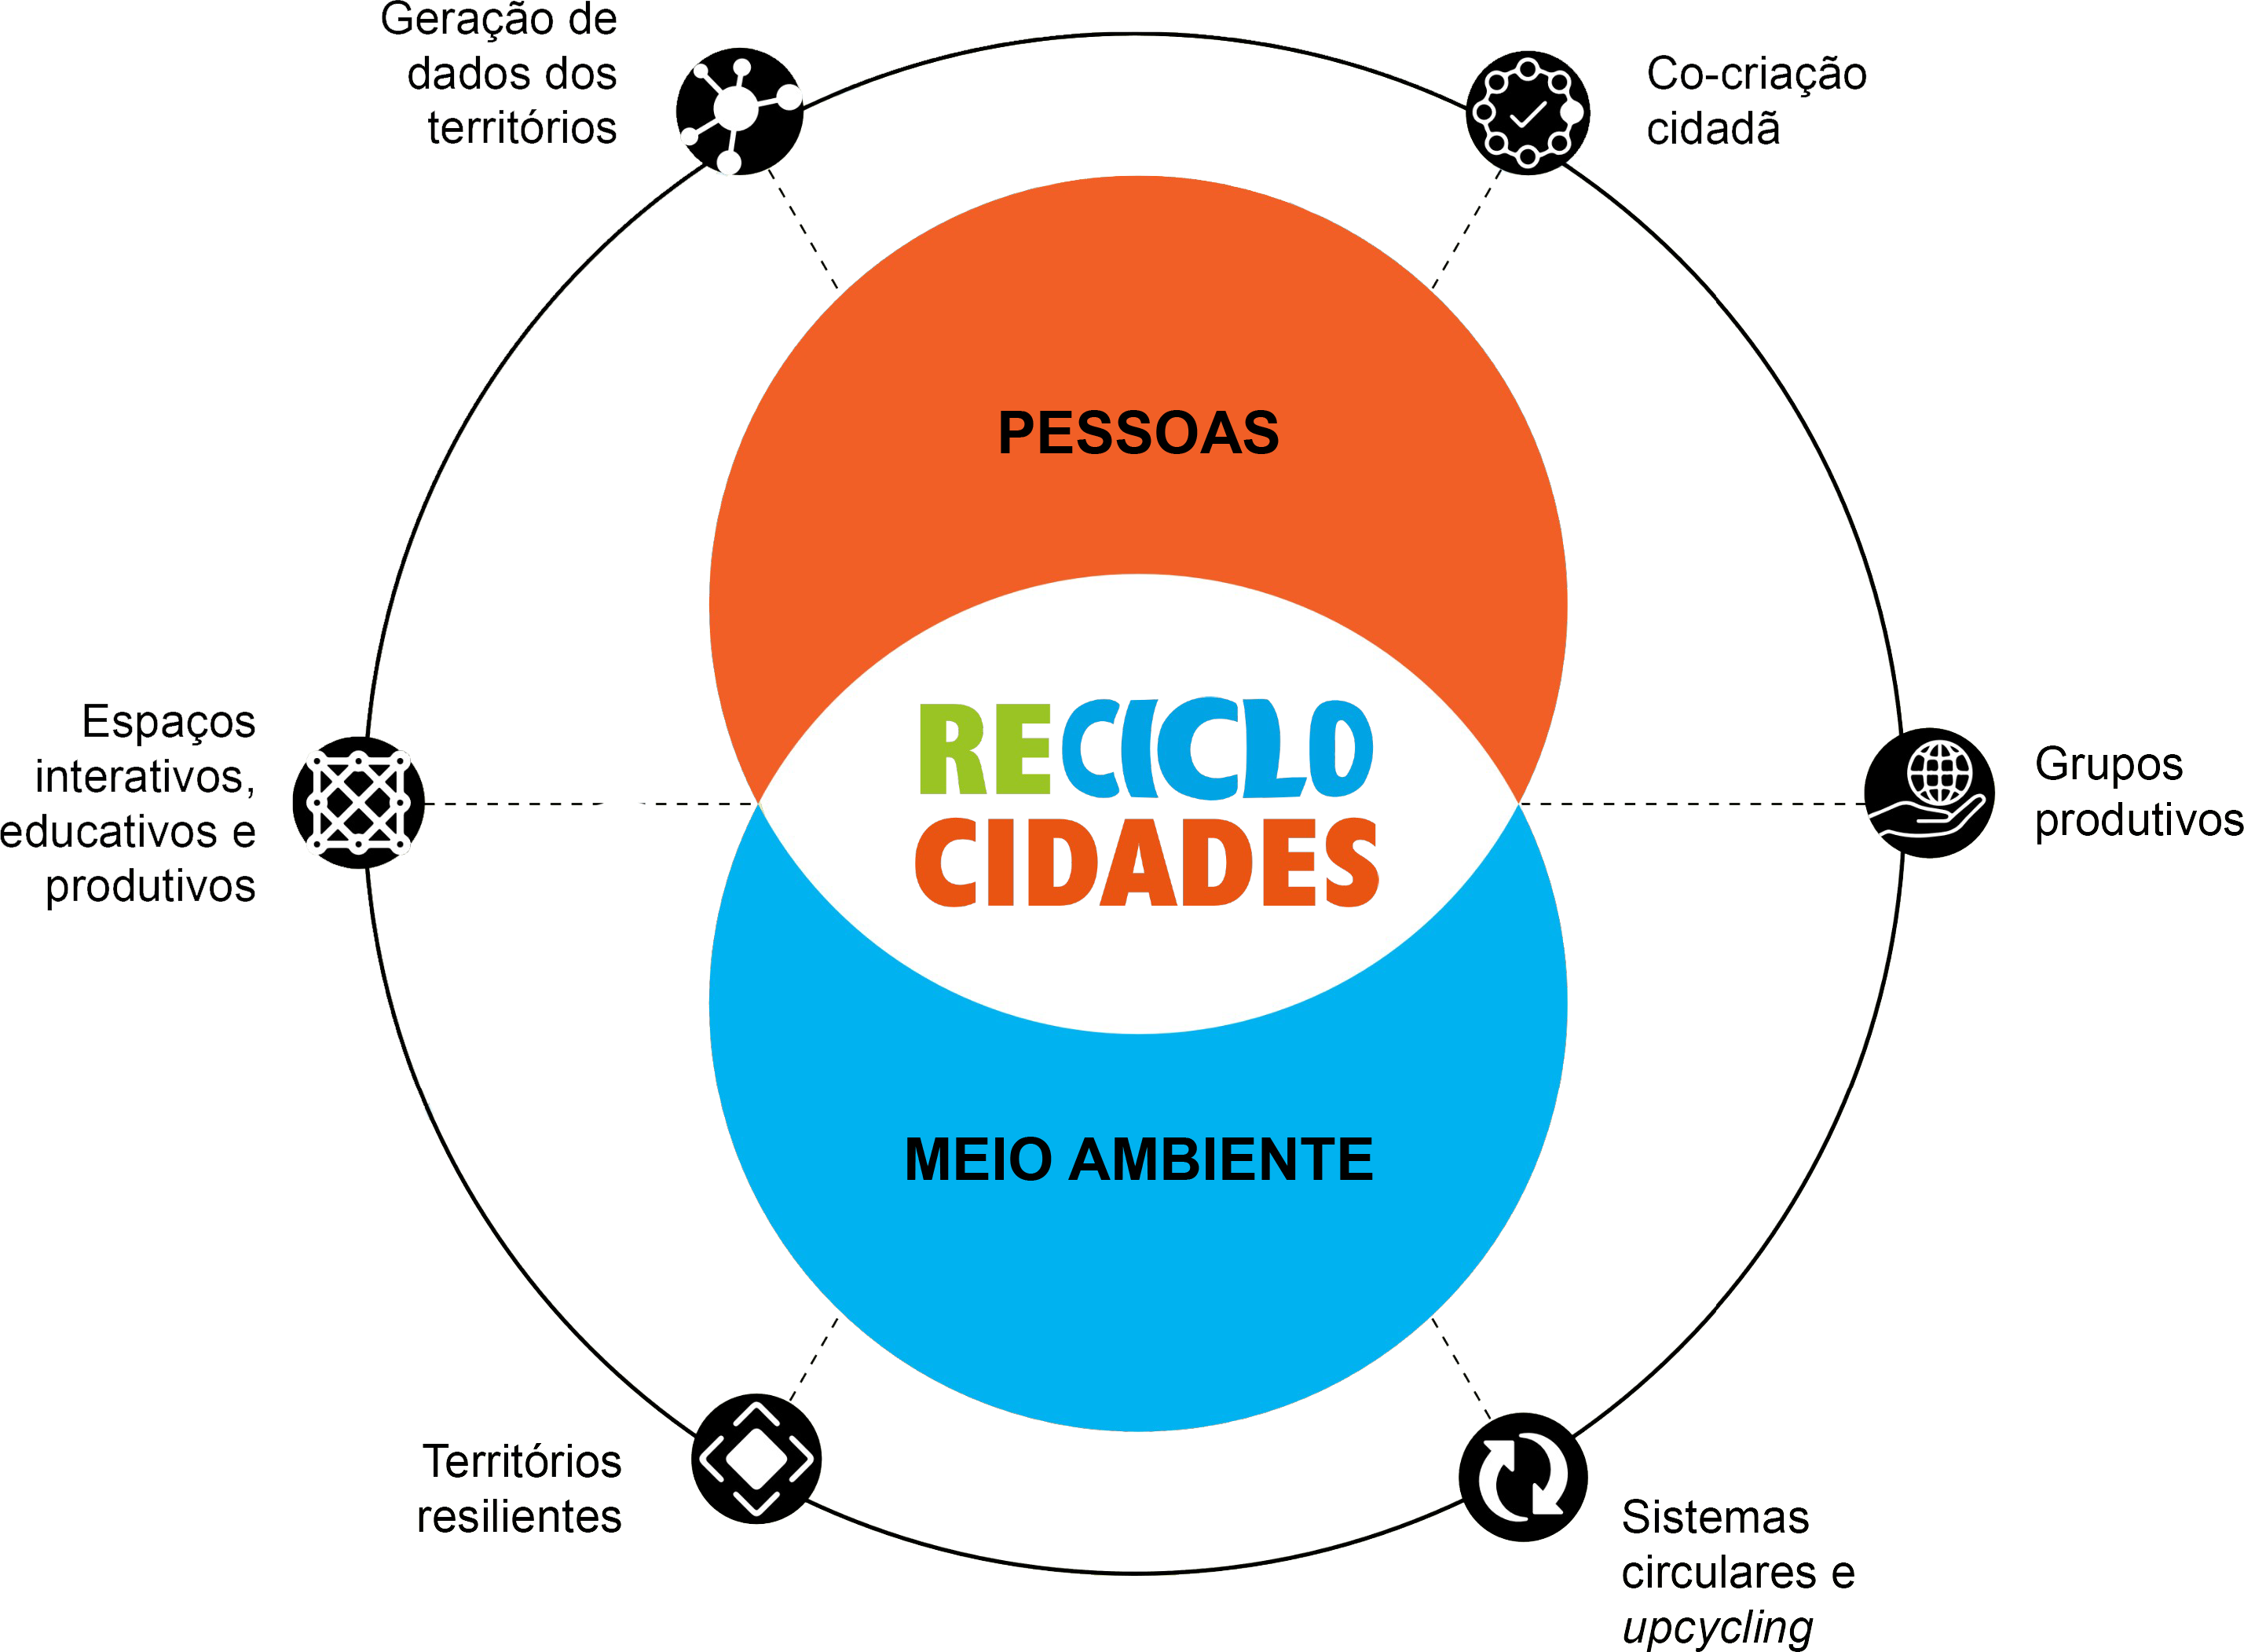 Geração de
dados dos
territórios
Co-criação
cidadã
PESSOAS
Espaços
interativos,
educativos e
produtivos
RECICLO
CIDADES
Grupos
produtivos
MEIO AMBIENTE
Territórios
resilientes
Sistemas
circulares e
upcycling